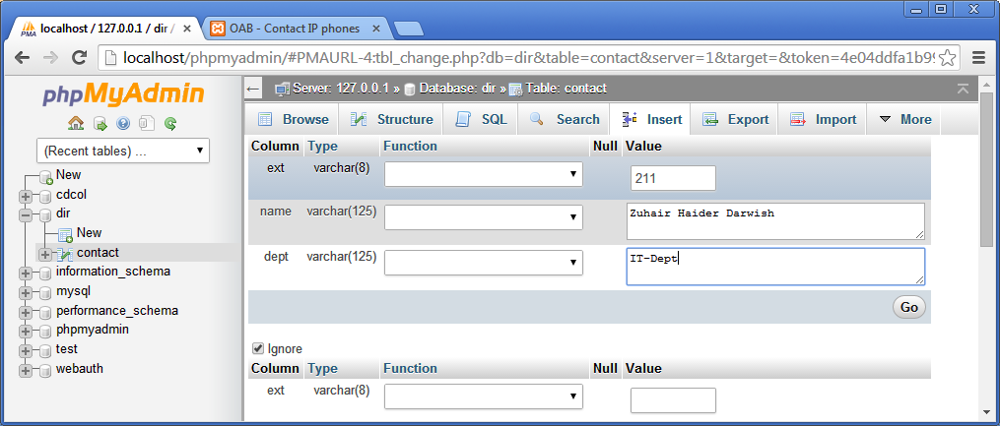 localhost / 127.0.0.1 / dir /
OAB - Contact IP phones
localhost/phpmyadmin/#PMAURL-4:tbl_change.php?db=dir&table=contact&server=1&target=&token=4e04ddfa1b99
phpMyAdmin
(Recent tables) ...
New
cdcol
dir
New
contact
information_schema
mysql
performance_schema
phpmyadmin
test
webauth
Server: 127.0.0.1 » Database: dir » Table: contact
Browse Structure SQL Search Insert Export Import More
Column Type Function Null Value
ext varchar(8) 211
name varchar(125) Zuhair Haider Darwish
dept varchar(125) IT-Dept
Go
Ignore
Column Type Function Null Value
ext varchar(8)